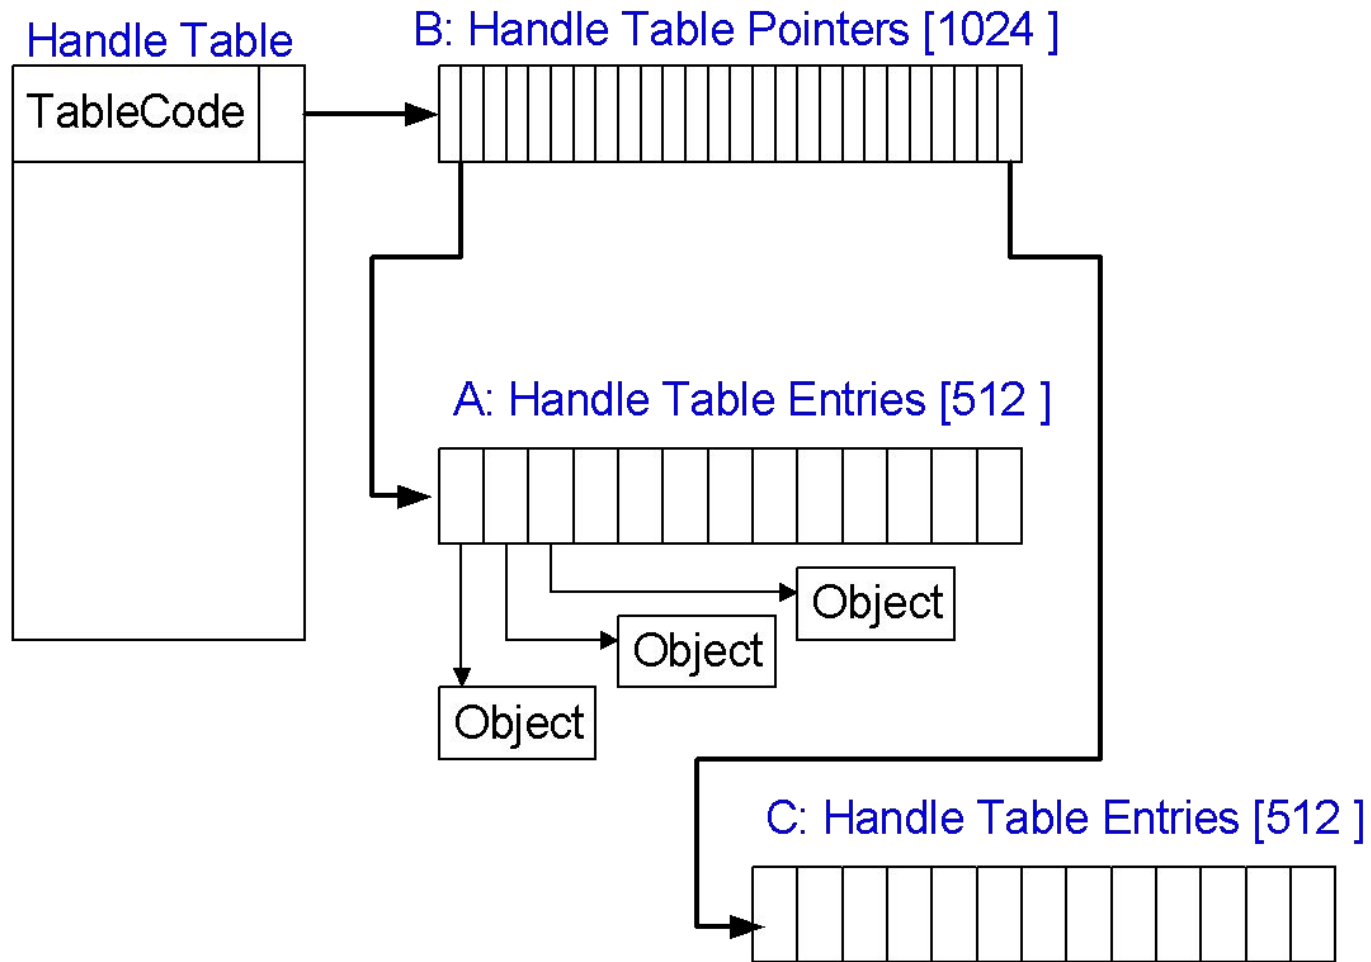 Handle Table
B: Handle Table Pointers [1024 ]
TableCode
A: Handle Table Entries [512 ]
Object
Object
Object
C: Handle Table Entries [512 ]